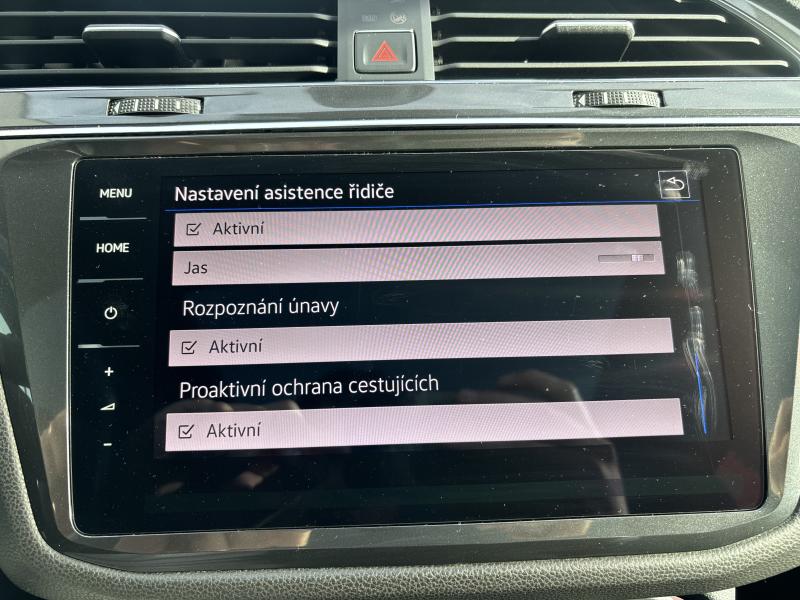 MENU
Nastavení asistence řidiče
Aktivní
HOME
Jas
Rozpoznání únavy
Aktivní
+
Proaktivní ochrana cestujících
-
Aktivní